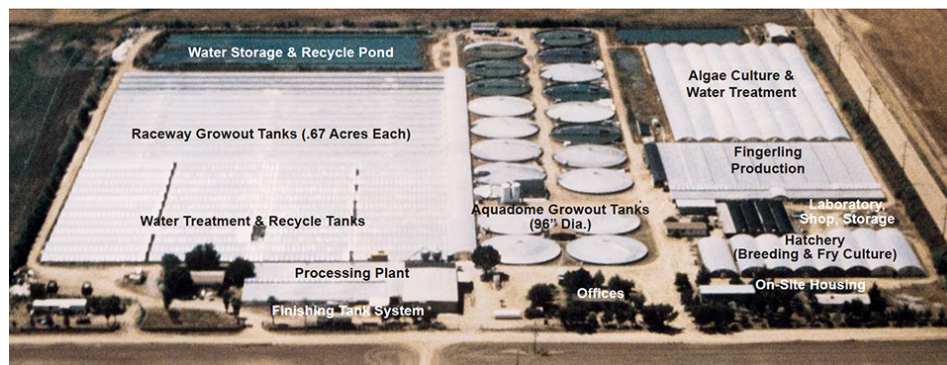 Water Storage & Recycle Pond
Algae Culture &
Water Treatment
Raceway Growout Tanks (.67 Acres Each)
Fingerling
Production
Laboratory,
Shop, Storage
Water Treatment & Recycle Tanks
Aquadome Growout Tanks
(96” Dia.)
Hatchery
(Breeding & Fry Culture)
Processing Plant
On-Site Housing
Offices
Finishing Tank System